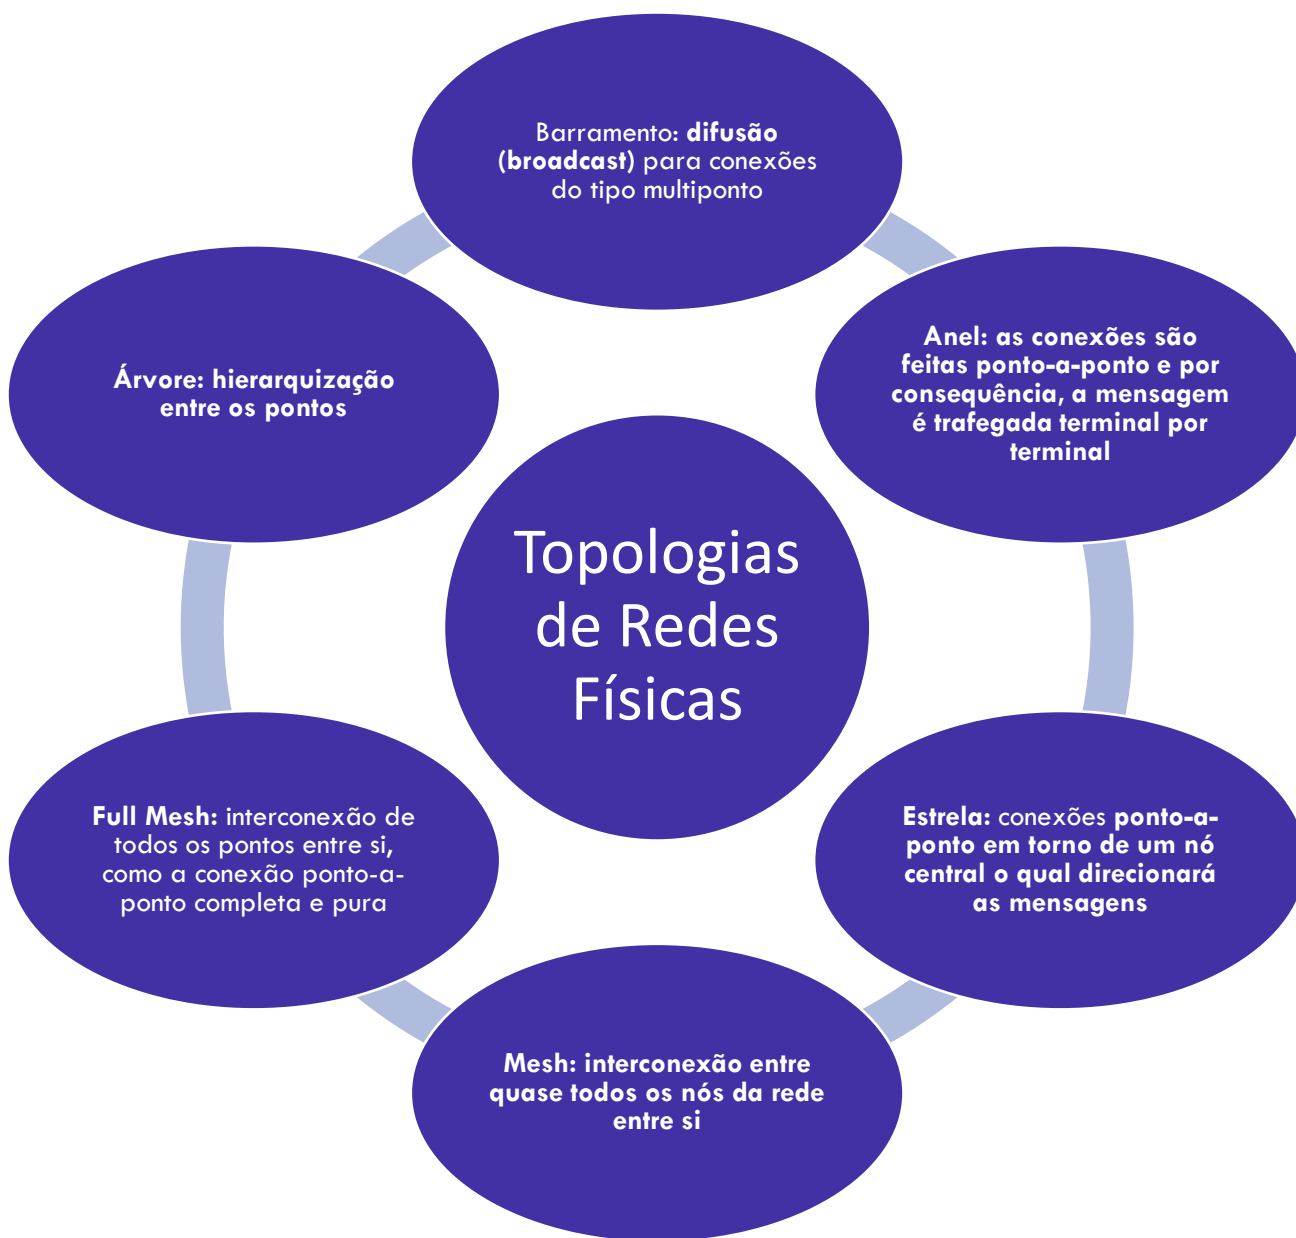 Barramento: difusão
(broadcast) para conexões
do tipo multiponto
Anel: as conexões são
feitas ponto-a-ponto e por
consequência, a mensagem
é trafegada terminal por
terminal
Estrela: conexões ponto-a-
ponto em torno de um nó
central o qual direcionará
as mensagens
Mesh: interconexão entre
quase todos os nós da rede
entre si
Full Mesh: interconexão de
todos os pontos entre si,
como a conexão ponto-a-
ponto completa e pura
Árvore: hierarquização
entre os pontos
Topologias
de Redes
Físicas